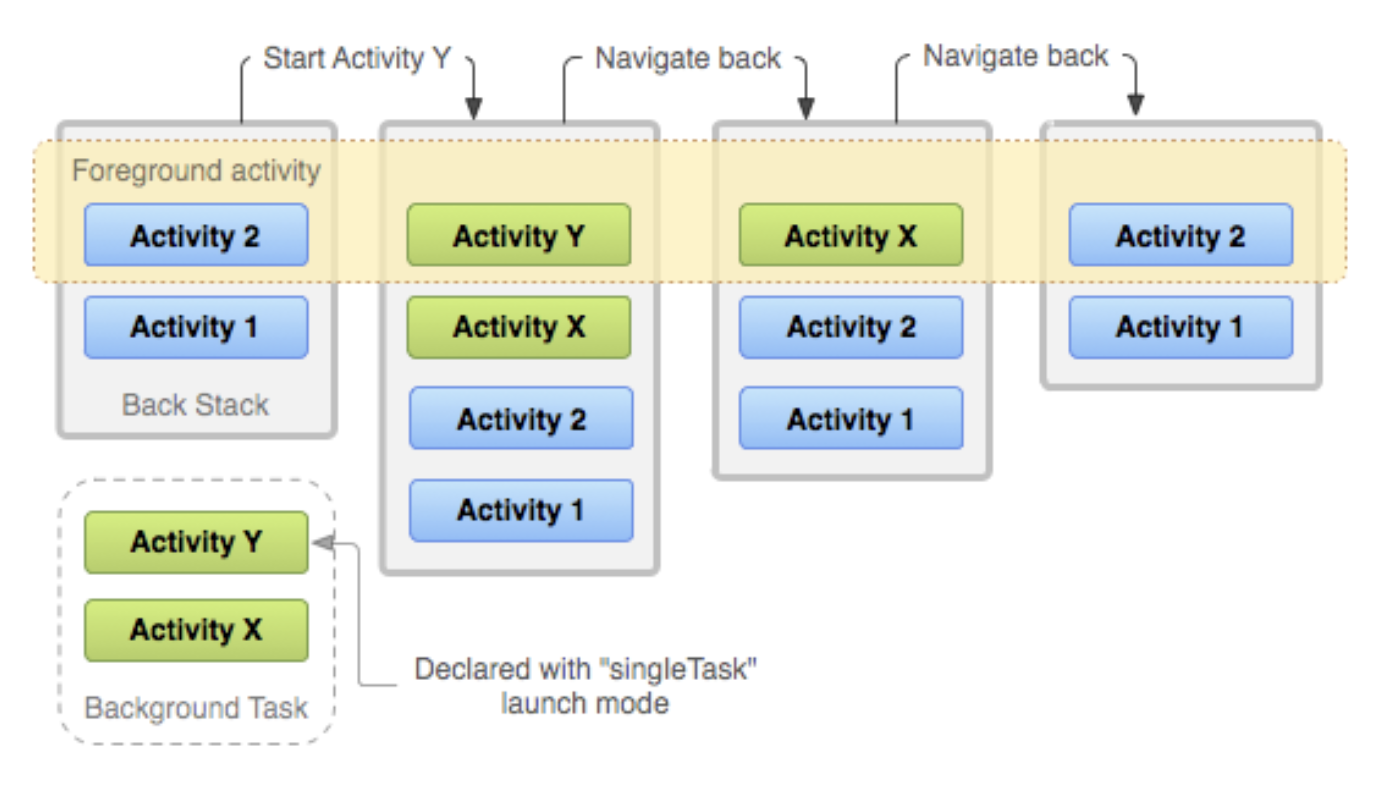 Start Activity Y
Navigate back
Navigate back
Foreground activity
Activity 2
Activity 1
Back Stack
Activity Y
Activity X
Activity 2
Activity 1
Activity X
Activity 2
Activity 1
Activity 2
Activity 1
Activity Y
Activity X
Background Task
Declared with "singleTask"
launch mode